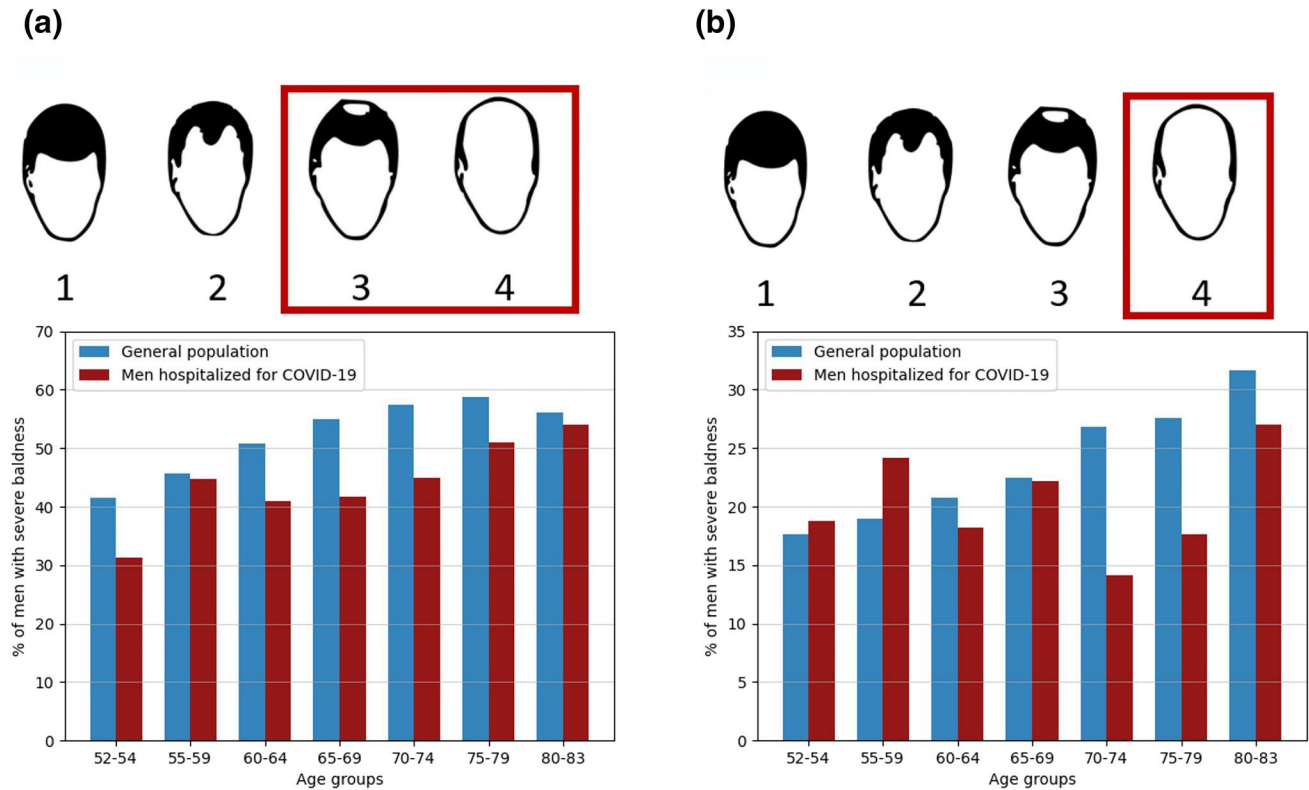 (a)
1 2 3 4
70
60
50
40
30
20
10
0
% of men with severe baldness
General population
Men hospitalized for COVID-19
52-54 55-59 60-64 65-69 70-74 75-79 80-83
Age groups
(b)
1 2 3 4
35
30
25
20
15
10
5
0
% of men with severe baldness
General population
Men hospitalized for COVID-19
52-54 55-59 60-64 65-69 70-74 75-79 80-83
Age groups